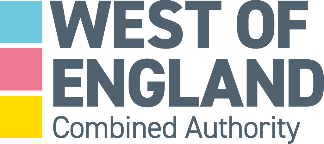 WEST OF
ENGLAND
Combined Authority